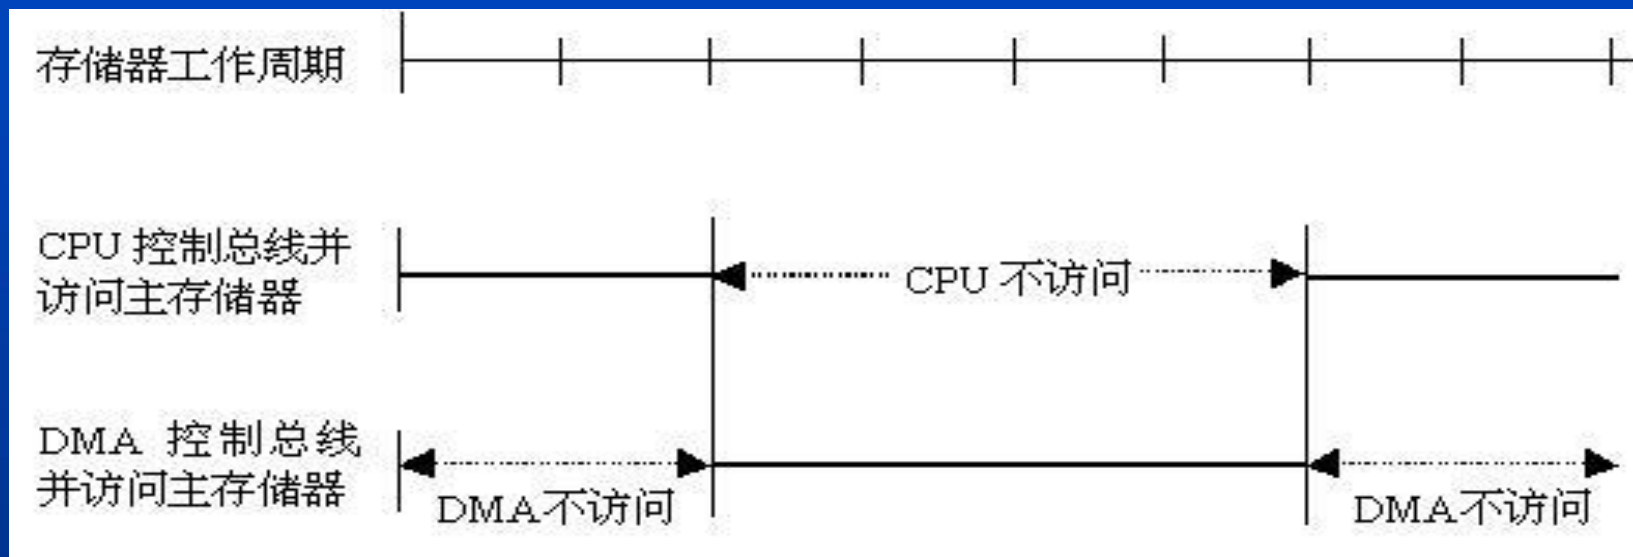 存储器工作周期
CPU 控制总线并
访问主存储器
CPU 不访问
DMA 控制总线
并访问主存储器
DMA不访问
DMA不访问